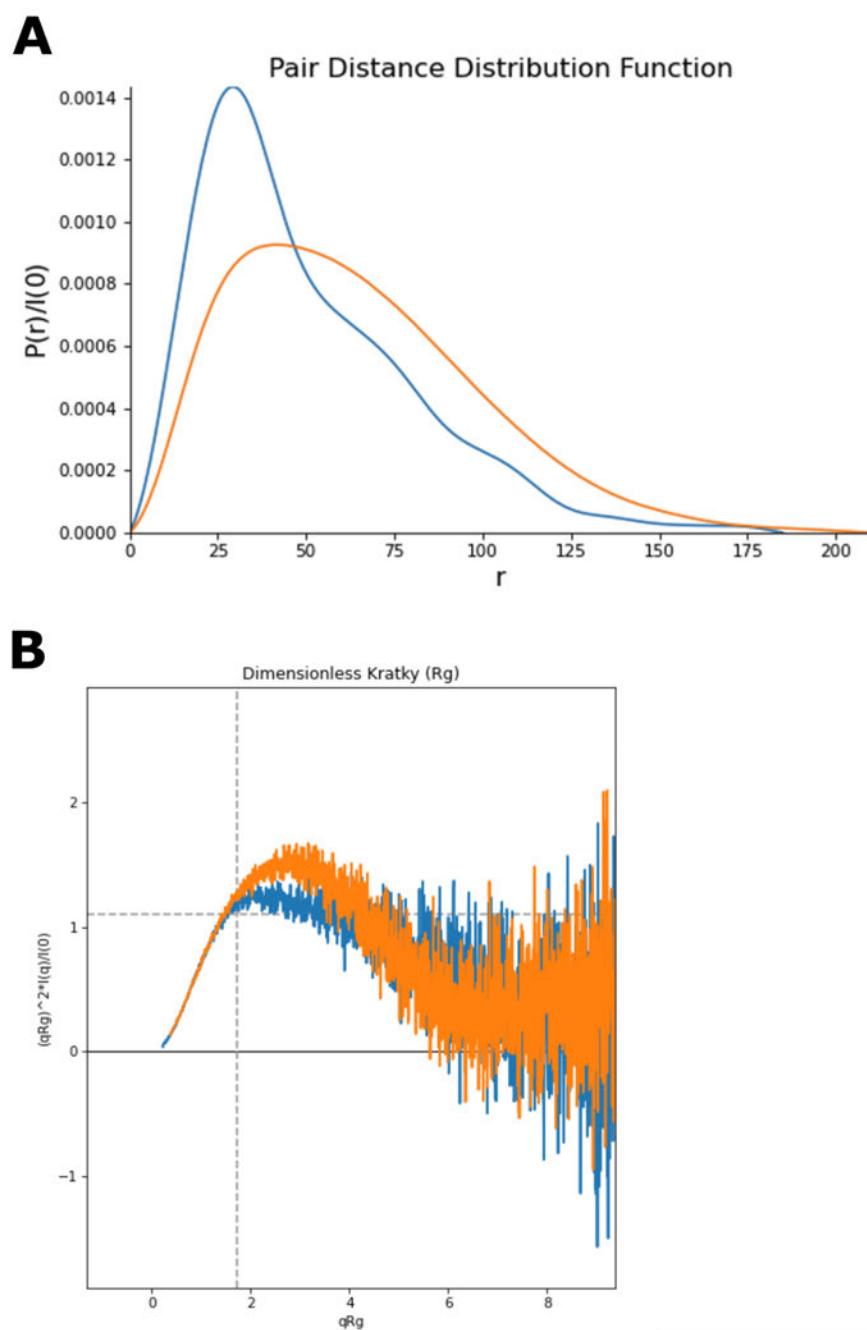 A
Pair Distance Distribution Function
0.0014
0.0012
0.0010
0.0008
0.0006
0.0004
0.0002
0.0000
P(r)/I(0)
0 25 50 75 100 125 150 175 200
r
B
Dimensionless Kratky (Rg)
2
1
0
−1
(qRg)^2*I(q)/I(0)
0 2 4 6 8
qRg